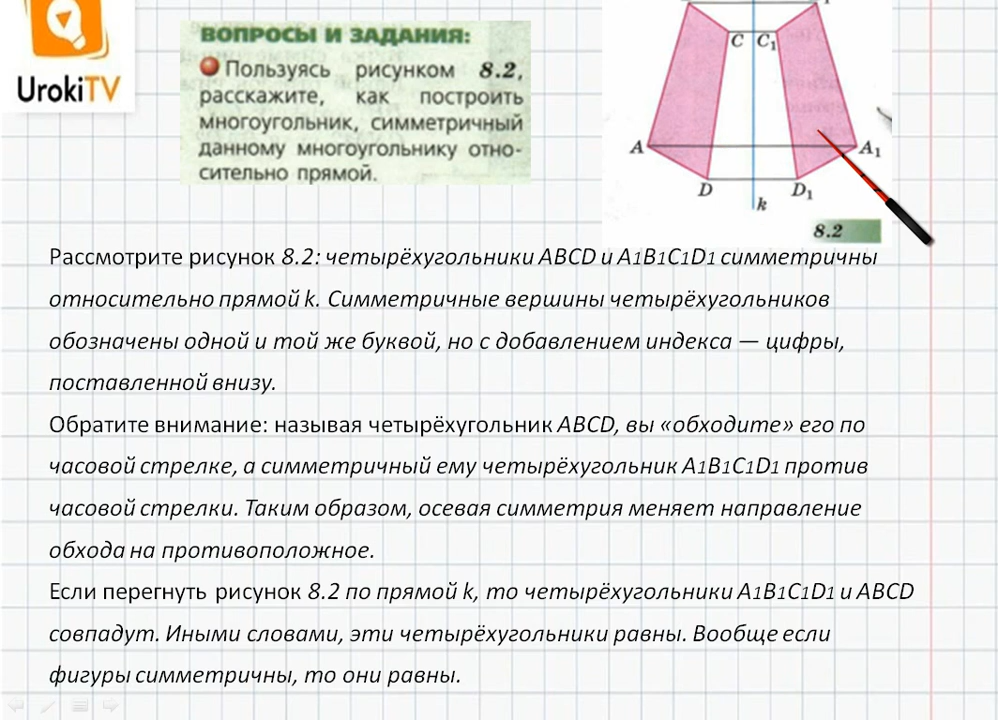 UrokiTV
ВОПРОСЫ И ЗАДАНИЯ:
Пользуясь рисунком 8.2,
расскажите, как построить
многоугольник, симметричный
данному многоугольнику отно-
сительно прямой.
C C1
A A1
D D1
k
8.2
Рассмотрите рисунок 8.2: четырёхугольники ABCD и A1B1C1D1 симметричны
относительно прямой k. Симметричные вершины четырёхугольников
обозначены одной и той же буквой, но с добавлением индекса — цифры,
поставленной внизу.
Обратите внимание: называя четырёхугольник ABCD, вы «обходите» его по
часовой стрелке, а симметричный ему четырёхугольник A1B1C1D1 против
часовой стрелки. Таким образом, осевая симметрия меняет направление
обхода на противоположное.
Если перегнуть рисунок 8.2 по прямой k, то четырёхугольники A1B1C1D1 и ABCD
совпадут. Иными словами, эти четырёхугольники равны. Вообще если
фигуры симметричны, то они равны.